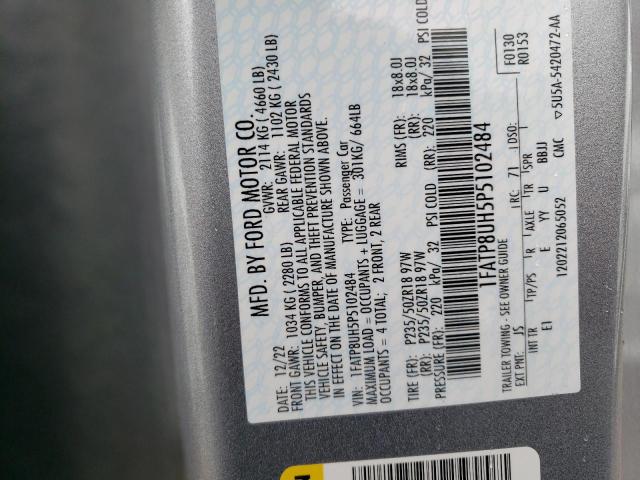 MFD. BY FORD MOTOR CO.
DATE: 12/22 GVWR: 2114 KG ( 4660 LB)
FRONT GAWR: 1034 KG ( 2280 LB) REAR GAWR: 1102 KG ( 2430 LB)
THIS VEHICLE CONFORMS TO ALL APPLICABLE FEDERAL MOTOR
VEHICLE SAFETY, BUMPER, AND THEFT PREVENTION STANDARDS
IN EFFECT ON THE DATE OF MANUFACTURE SHOWN ABOVE.
VIN: 1FATP8UH5P5102484 TYPE: Passenger Car
MAXIMUM LOAD = OCCUPANTS + LUGGAGE = 301KG/ 664LB
OCCUPANTS = 4 TOTAL; 2 FRONT, 2 REAR
TIRE (FR): P235/50ZR18 97W RIMS (FR): 18x8.0J
(RR): P235/50ZR18 97W (RR): 18x8.0J
PRESSURE (FR): 220 kPa/ 32 PSI COLD (RR): 220 kPa/ 32 PSI COLD
1FATP8UH5P5102484
TRAILER TOWING - SEE OWNER GUIDE F0130
EXT PNT: JS RC: 71 DSO: R0153
INT TR TP/PS R AXLE TR SPR
EI E YY U BBJJ
1202212065052 CMC ▽5U5A-5420472-AA